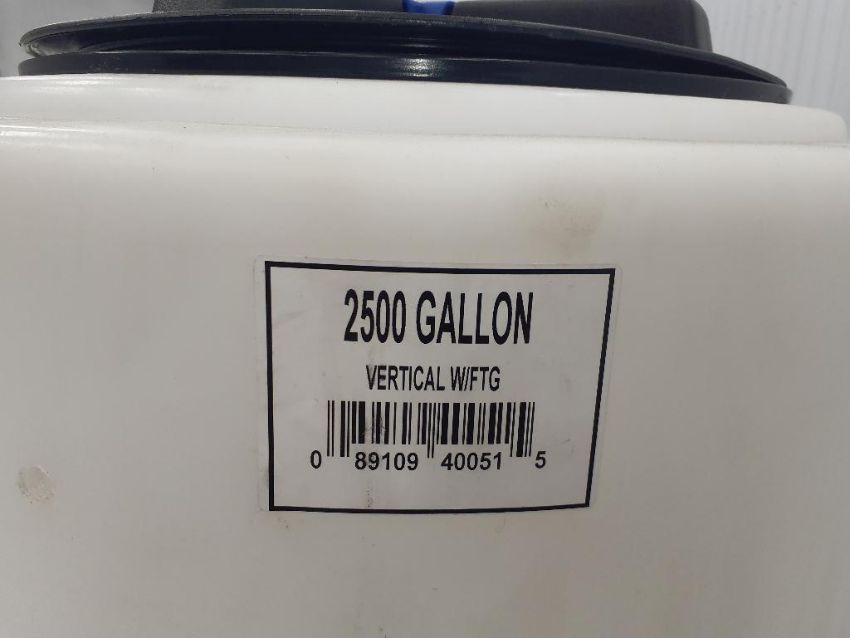 2500 GALLON
VERTICAL W/FTG
0 89109 40051 5